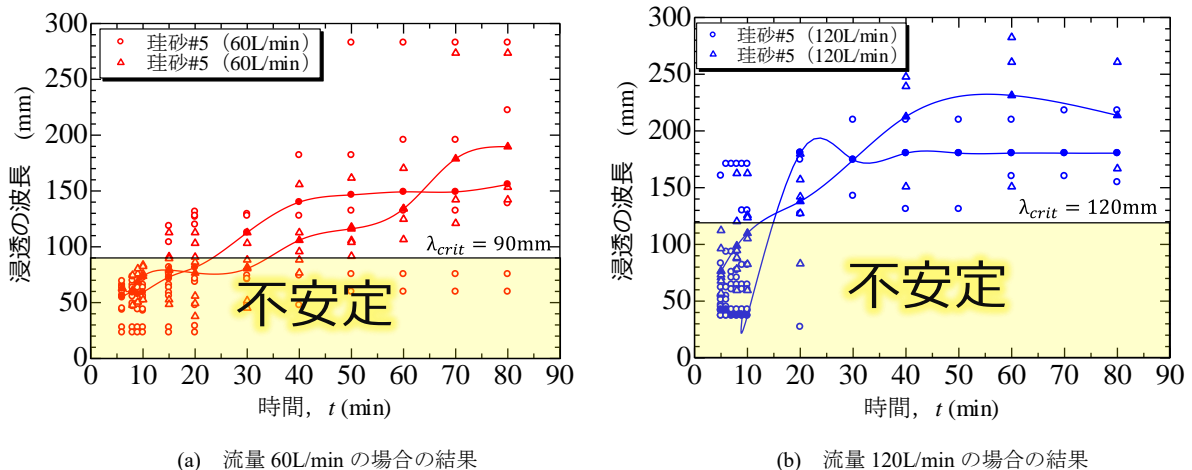 300
250
200
150
100
50
0
浸透の波長 (mm)
珪砂#5（60L/min）
珪砂#5（60L/min）
λcrit = 90mm
不安定
0 10 20 30 40 50 60 70 80 90
時間，t (min)
(a) 流量 60L/min の場合の結果
300
250
200
150
100
50
0
浸透の波長 (mm)
珪砂#5（120L/min）
珪砂#5（120L/min）
λcrit = 120mm
不安定
0 10 20 30 40 50 60 70 80 90
時間，t (min)
(b) 流量 120L/min の場合の結果